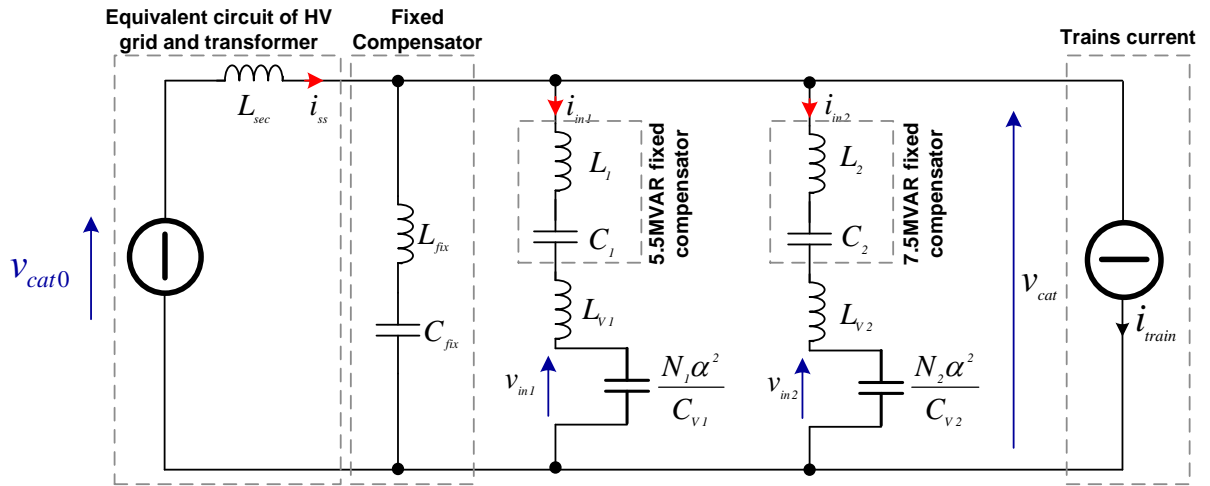 Equivalent circuit of HV
grid and transformer
Fixed
Compensator
Trains current
L_sec
i_ss
i_in1
i_in2
L_1
C_1
5.5MVAR fixed
compensator
L_2
C_2
7.5MVAR fixed
compensator
L_fix
C_fix
v_cat0
L_V1
L_V2
v_cat
i_train
v_in1
N_1α²
C_V1
v_in2
N_2α²
C_V2